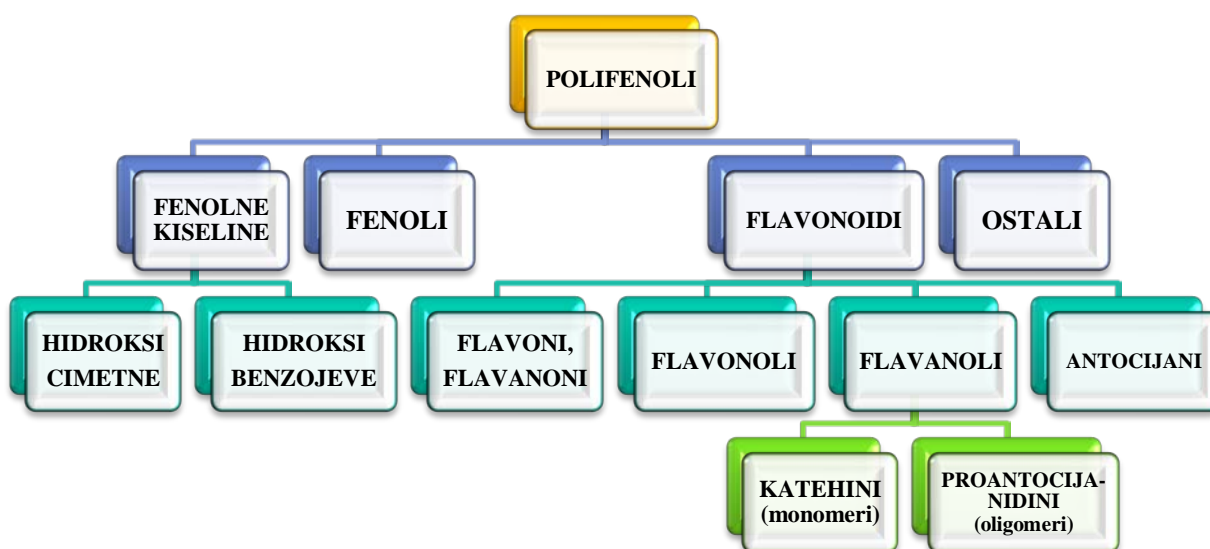 POLIFENOLI
FENOLNE
KISELINE
FENOLI
FLAVONOIDI
OSTALI
HIDROKSI
CIMETNE
HIDROKSI
BENZOJEVE
FLAVONI,
FLAVANONI
FLAVONOLI
FLAVANOLI
ANTOCIJANI
KATEHINI
(monomeri)
PROANTOCIJA-
NIDINI
(oligomeri)